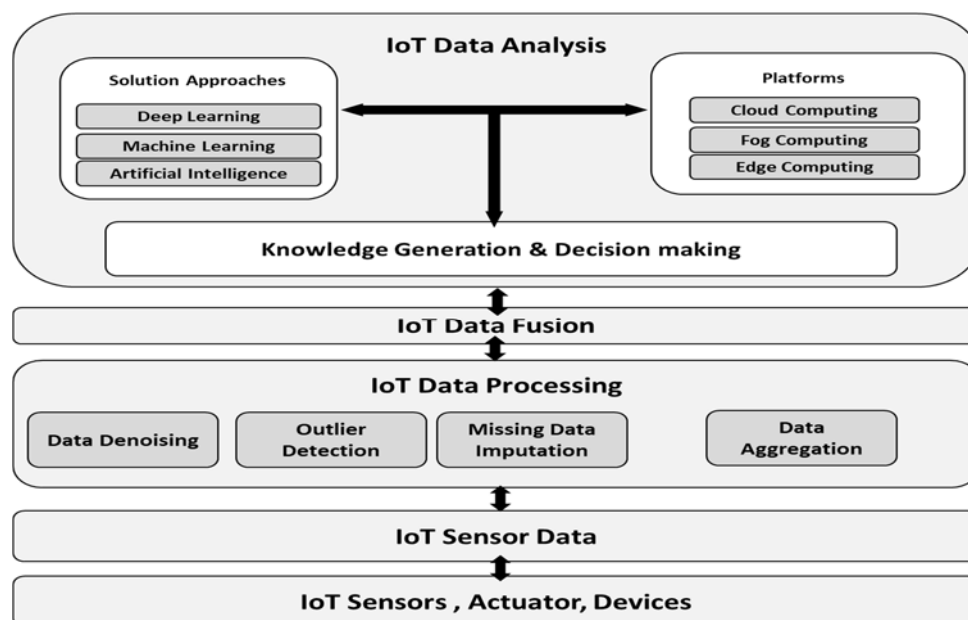 IoT Data Analysis
Solution Approaches
Deep Learning
Machine Learning
Artificial Intelligence
Platforms
Cloud Computing
Fog Computing
Edge Computing
Knowledge Generation & Decision making
IoT Data Fusion
IoT Data Processing
Data Denoising
Outlier
Detection
Missing Data
Imputation
Data
Aggregation
IoT Sensor Data
IoT Sensors , Actuator, Devices